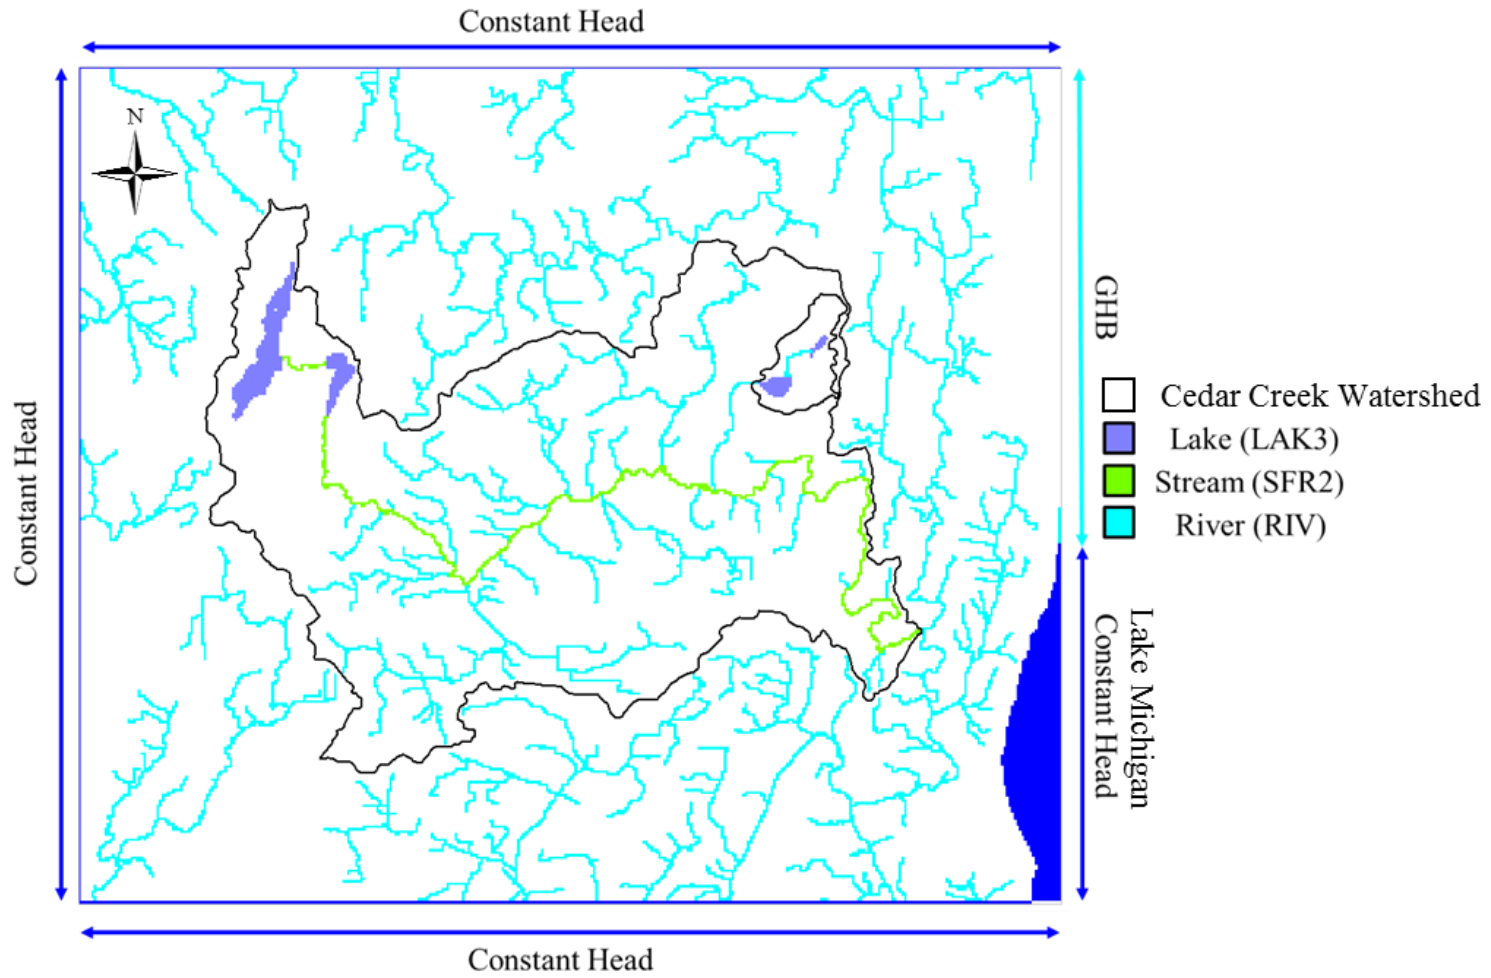 Constant Head
N
Constant Head
GHB
Cedar Creek Watershed
Lake (LAK3)
Stream (SFR2)
River (RIV)
Lake Michigan
Constant Head
Constant Head